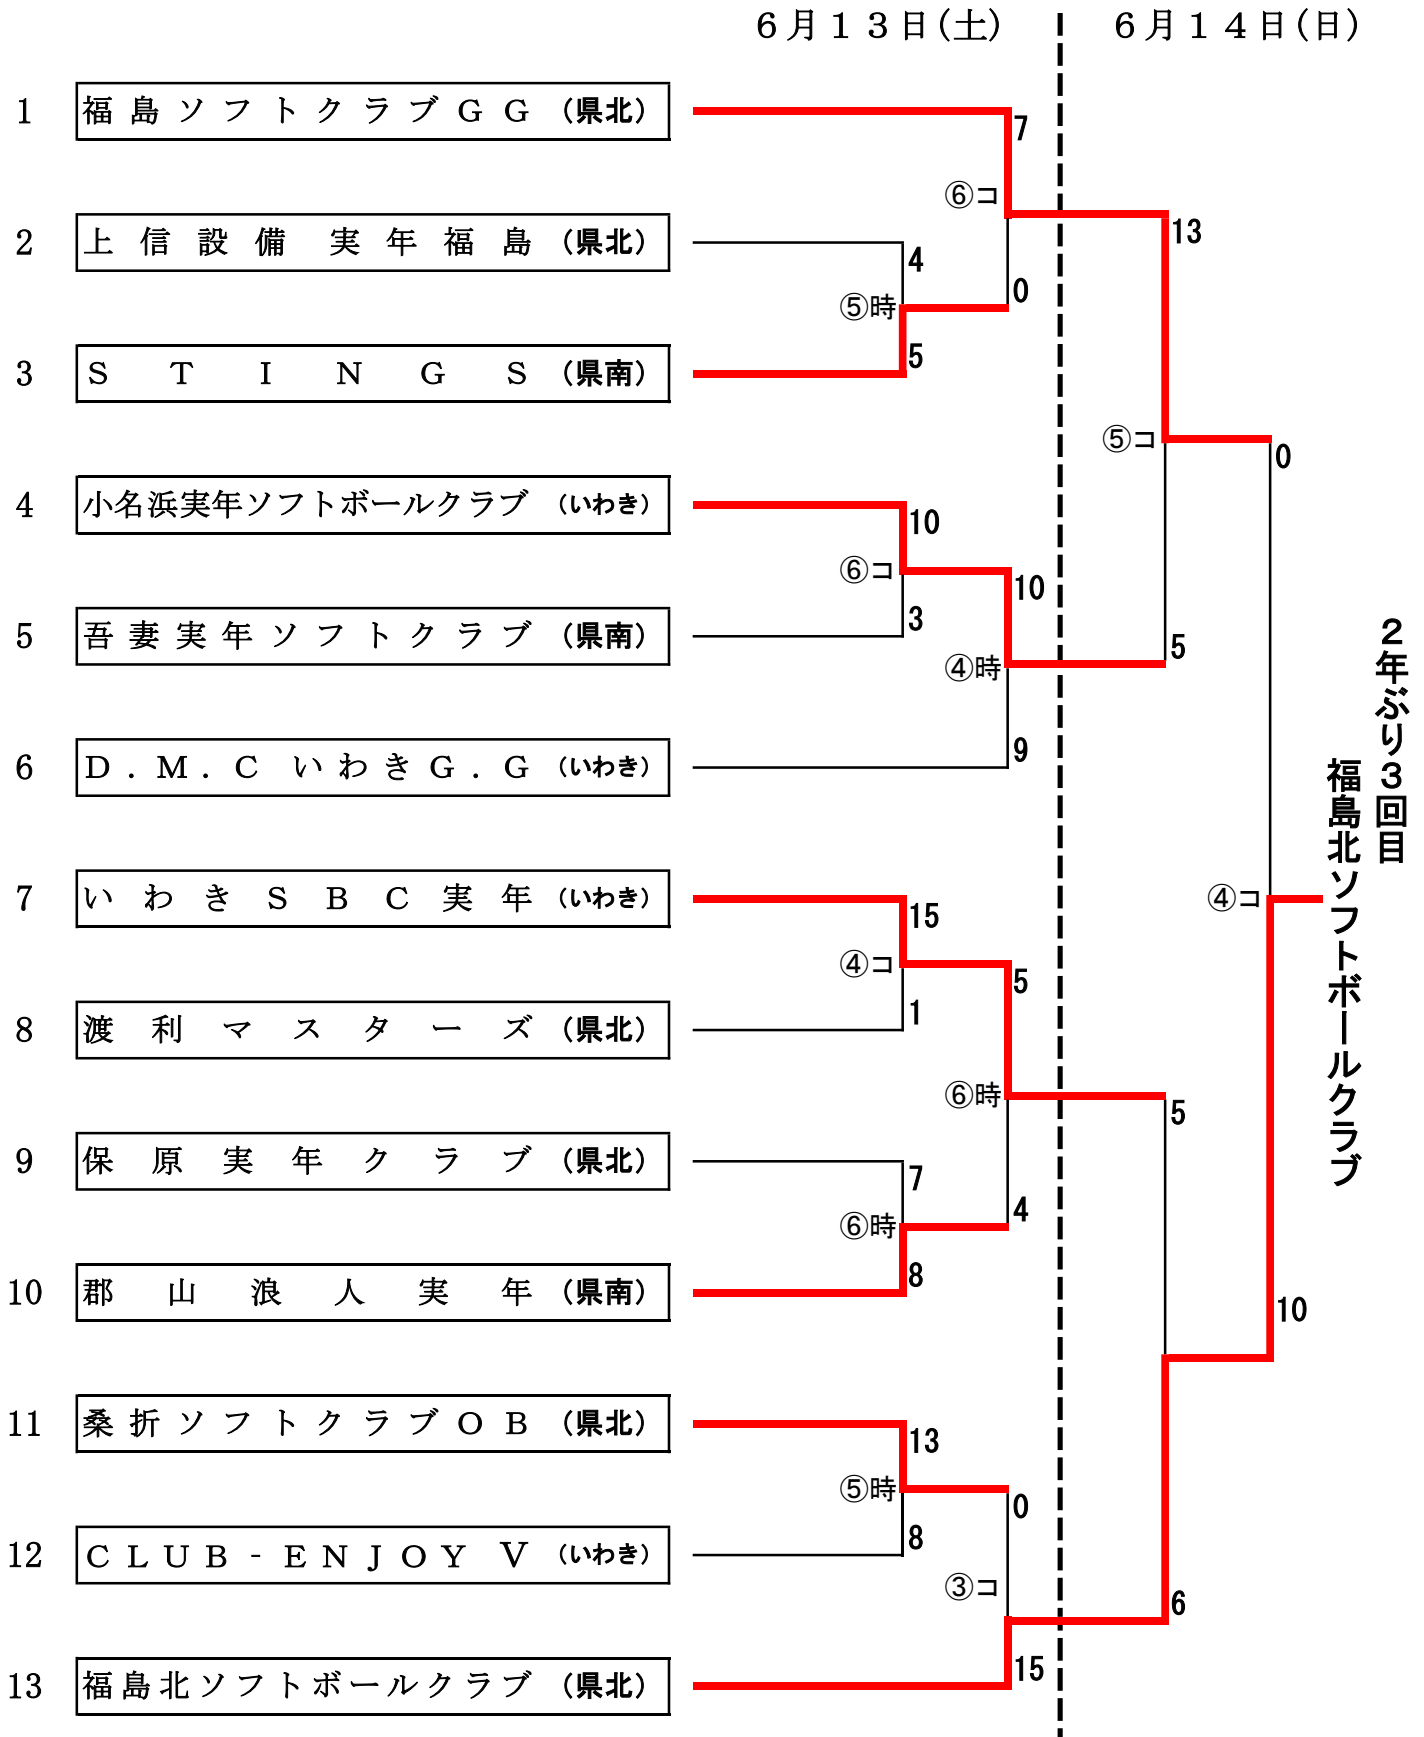 ６月１３日(土)　６月１４日(日)
1 福島ソフトクラブＧＧ (県北)
7
⑥コ
13
2 上信設備　実年福島 (県北)
4
0
⑤時
5
3 ＳＴＩＮＧＳ (県南)
⑤コ
0
4 小名浜実年ソフトボールクラブ (いわき)
10
⑥コ
10
3
5 吾妻実年ソフトクラブ (県南)
5
④時
9
6 Ｄ．Ｍ．ＣいわきＧ．Ｇ (いわき)
２年ぶり３回目
福島北ソフトボールクラブ
7 いわきＳＢＣ実年 (いわき)
15
④コ
④コ
5
1
8 渡利マスターズ (県北)
⑥時
5
9 保原実年クラブ (県北)
7
4
⑥時
8
10 郡山浪人実年 (県南)
10
11 桑折ソフトクラブＯＢ (県北)
13
⑤時
0
8
12 ＣＬＵＢ－ＥＮＪＯＹ Ｖ (いわき)
③コ
6
15
13 福島北ソフトボールクラブ (県北)